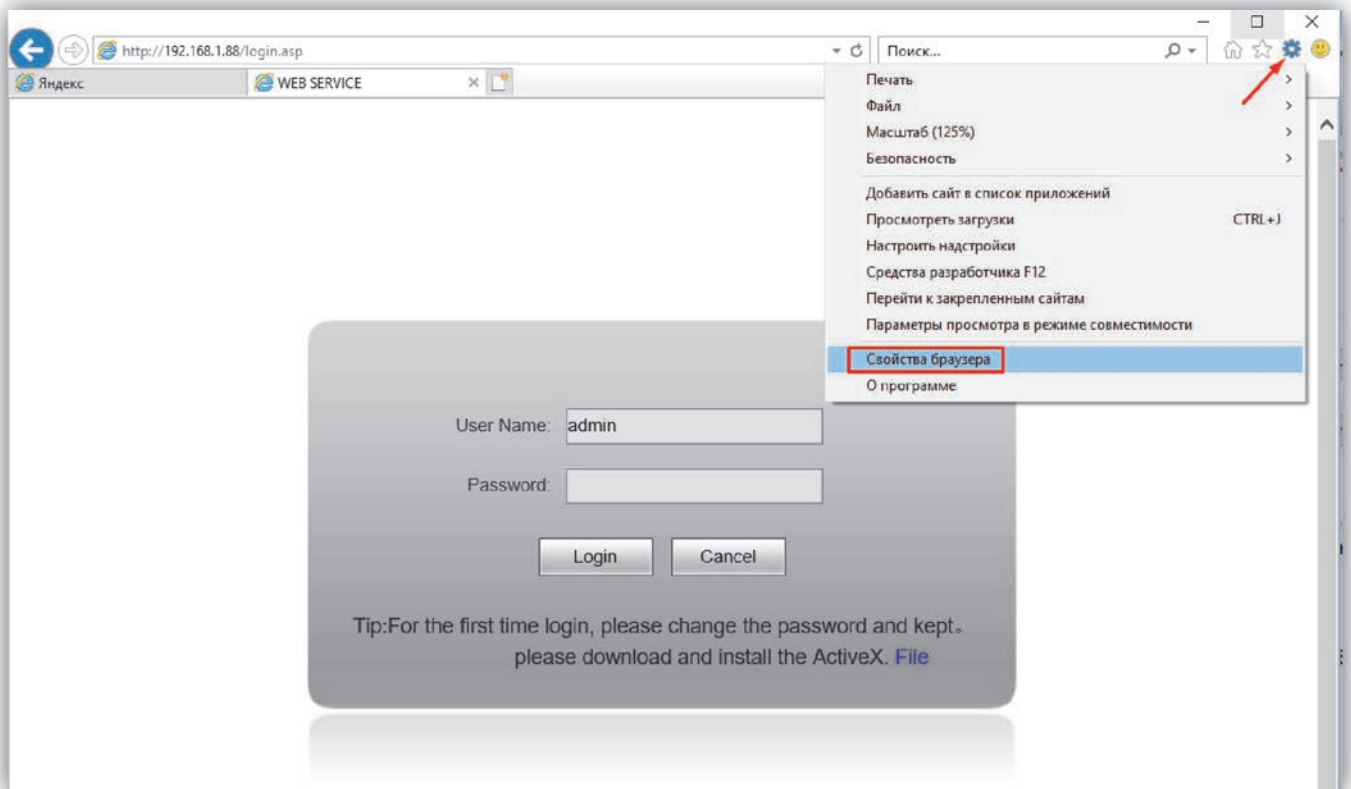 http://192.168.1.88/login.asp
Поиск...
Яндекс
WEB SERVICE
Печать
Файл
Масштаб (125%)
Безопасность
Добавить сайт в список приложений
Просмотреть загрузки CTRL+J
Настроить надстройки
Средства разработчика F12
Перейти к закрепленным сайтам
Параметры просмотра в режиме совместимости
Свойства браузера
О программе
User Name: admin
Password:
Login
Cancel
Tip:For the first time login, please change the password and kept。
please download and install the ActiveX. File